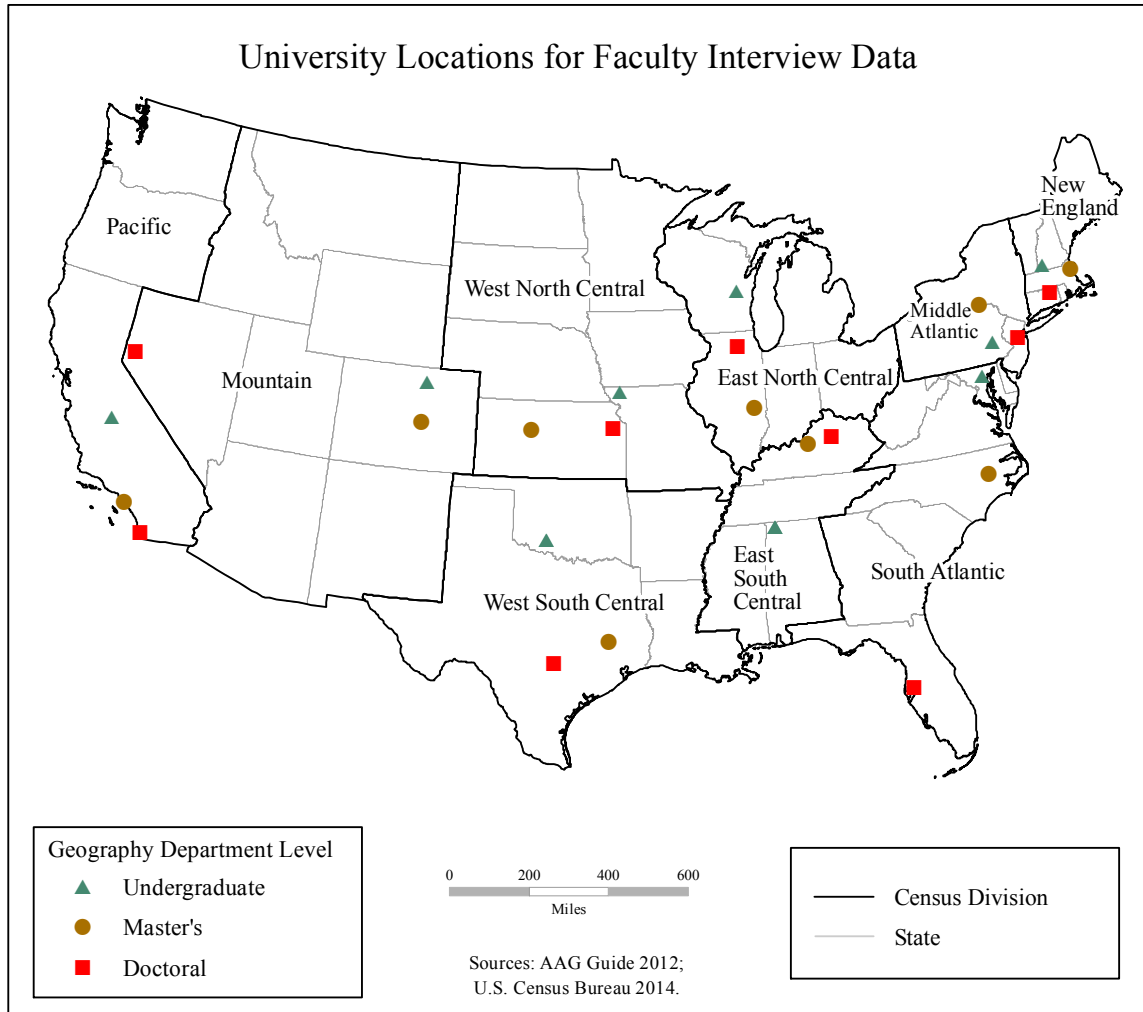 University Locations for Faculty Interview Data
New
England
Pacific
West North Central
Middle
Atlantic
Mountain
East North Central
East
South
Central
South Atlantic
West South Central
Geography Department Level
Undergraduate
Master's
Doctoral
0 200 400 600
Miles
Sources: AAG Guide 2012;
U.S. Census Bureau 2014.
Census Division
State